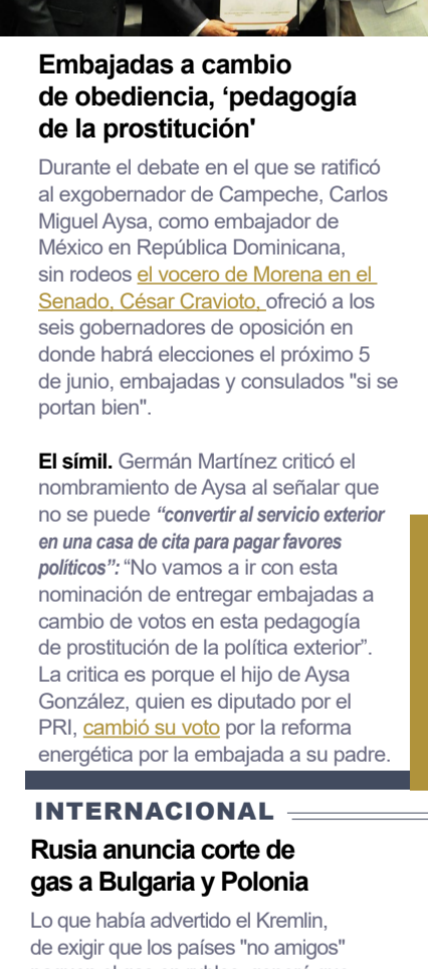 Embajadas a cambio
de obediencia, ‘pedagogía
de la prostitución'
Durante el debate en el que se ratificó
al exgobernador de Campeche, Carlos
Miguel Aysa, como embajador de
México en República Dominicana,
sin rodeos el vocero de Morena en el
Senado, César Cravioto, ofreció a los
seis gobernadores de oposición en
donde habrá elecciones el próximo 5
de junio, embajadas y consulados "si se
portan bien".
El símil. Germán Martínez criticó el
nombramiento de Aysa al señalar que
no se puede “convertir al servicio exterior
en una casa de cita para pagar favores
políticos”: “No vamos a ir con esta
nominación de entregar embajadas a
cambio de votos en esta pedagogía
de prostitución de la política exterior”.
La critica es porque el hijo de Aysa
González, quien es diputado por el
PRI, cambió su voto por la reforma
energética por la embajada a su padre.
INTERNACIONAL
Rusia anuncia corte de
gas a Bulgaria y Polonia
Lo que había advertido el Kremlin,
de exigir que los países "no amigos"